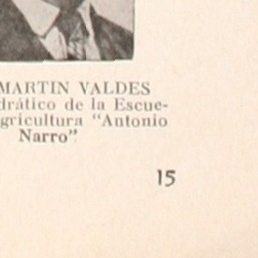 MARTIN VALDES
drático de la Escue-
gricultura "Antonio
Narro"
15